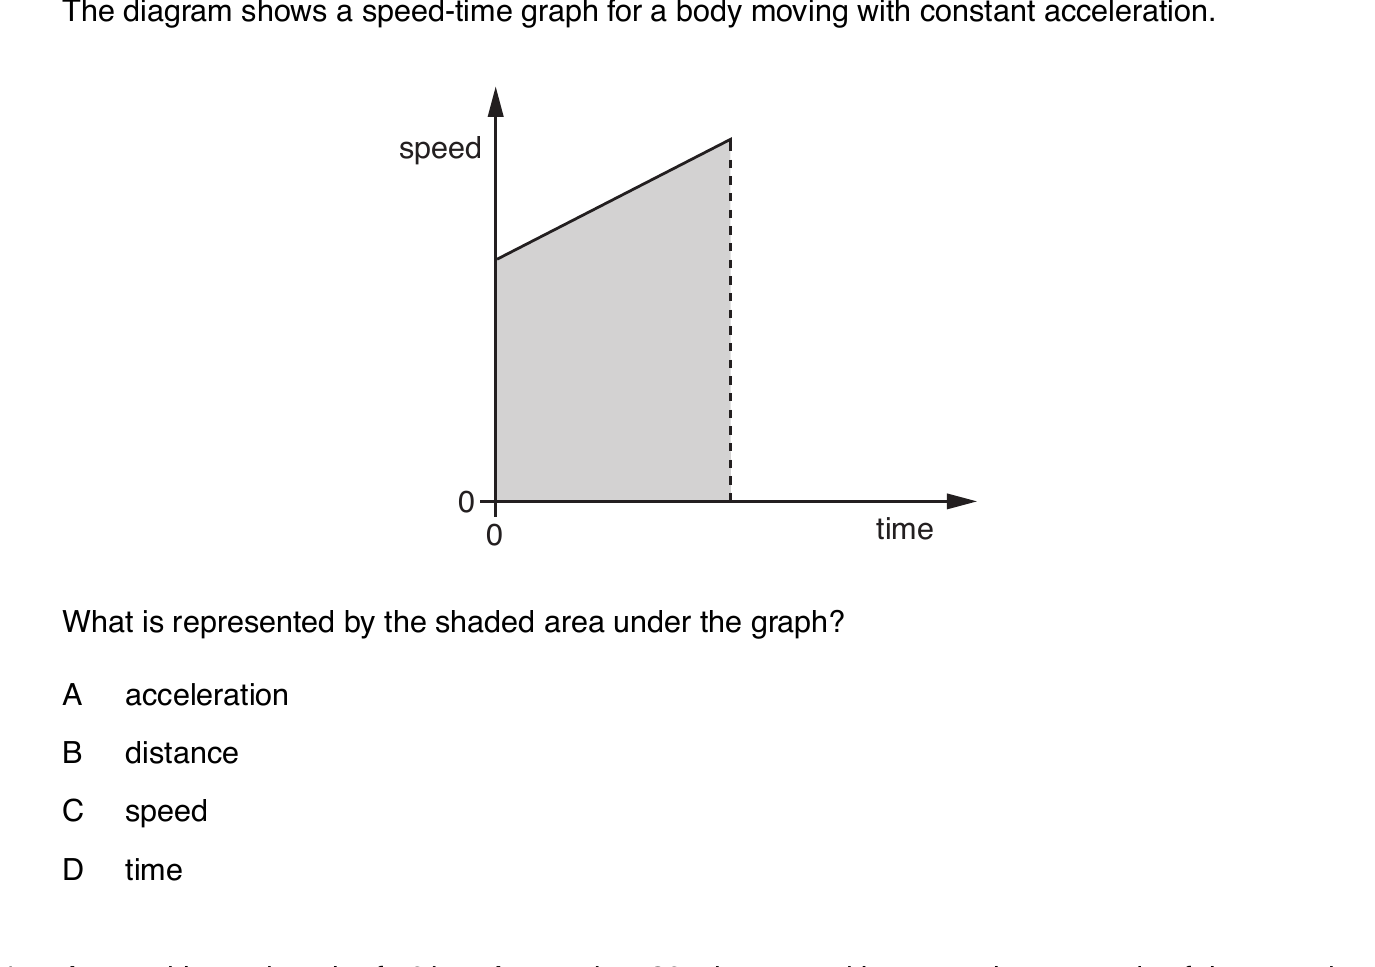 The diagram shows a speed-time graph for a body moving with constant acceleration.
speed
0
0
time
What is represented by the shaded area under the graph?
A acceleration
B distance
C speed
D time